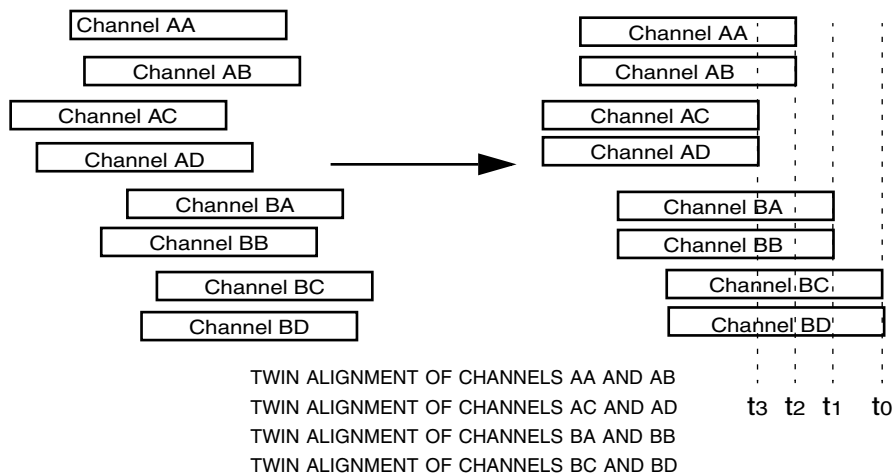 Channel AA
Channel AB
Channel AC
Channel AD
Channel BA
Channel BB
Channel BC
Channel BD
Channel AA
Channel AB
Channel AC
Channel AD
Channel BA
Channel BB
Channel BC
Channel BD
TWIN ALIGNMENT OF CHANNELS AA AND AB
TWIN ALIGNMENT OF CHANNELS AC AND AD
TWIN ALIGNMENT OF CHANNELS BA AND BB
TWIN ALIGNMENT OF CHANNELS BC AND BD
t3 t2 t1 t0